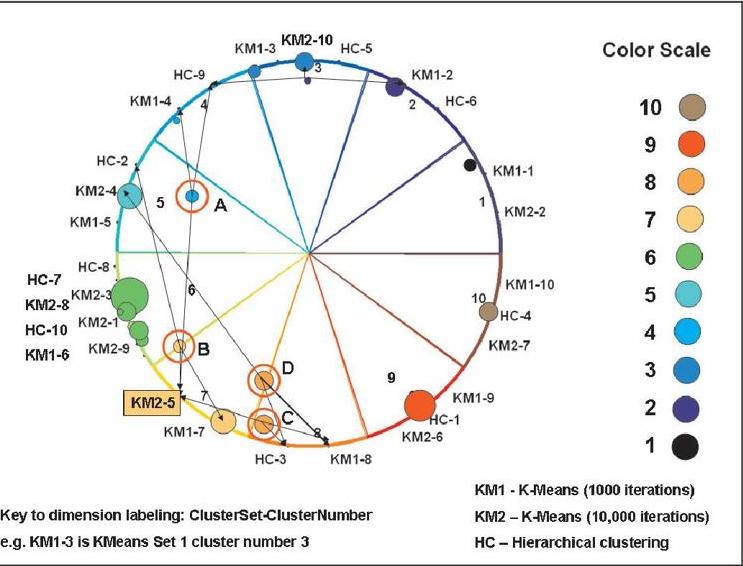 KM2-10
KM1-3
HC-5
Color Scale
HC-9
3
KM1-2
KM1-4
4
2
HC-6
10
9
HC-2
KM1-1
8
KM2-4
5
A
1
KM2-2
7
KM1-5
HC-8
6
HC-7
KM2-3
6
KM1-10
5
KM2-8
10
HC-4
HC-10
KM2-1
4
KM1-6
KM2-9
B
KM2-7
D
3
9
KM2-5
7
KM1-9
2
C
HC-1
KM1-7
8
KM2-6
1
HC-3
KM1-8
KM1 - K-Means (1000 iterations)
Key to dimension labeling: ClusterSet-ClusterNumber
KM2 – K-Means (10,000 iterations)
e.g. KM1-3 is KMeans Set 1 cluster number 3
HC – Hierarchical clustering